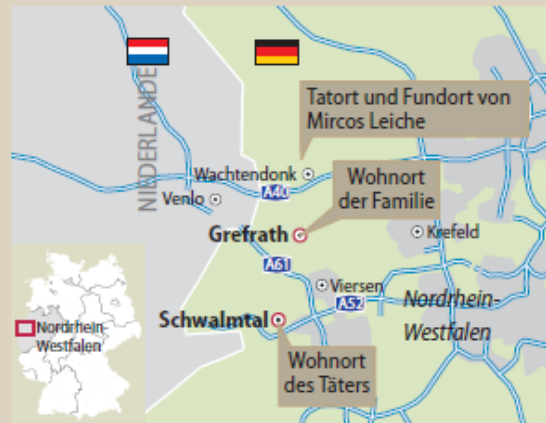 NIEDERLANDE
Tatort und Fundort von
Mircos Leiche
Wachtendonk
A40
Venlo
Wohnort
der Familie
Grefrath
Krefeld
A61
Viersen
A52
Nordrhein-
Westfalen
Schwalmtal
Wohnort
des Täters
Nordrhein-
Westfalen